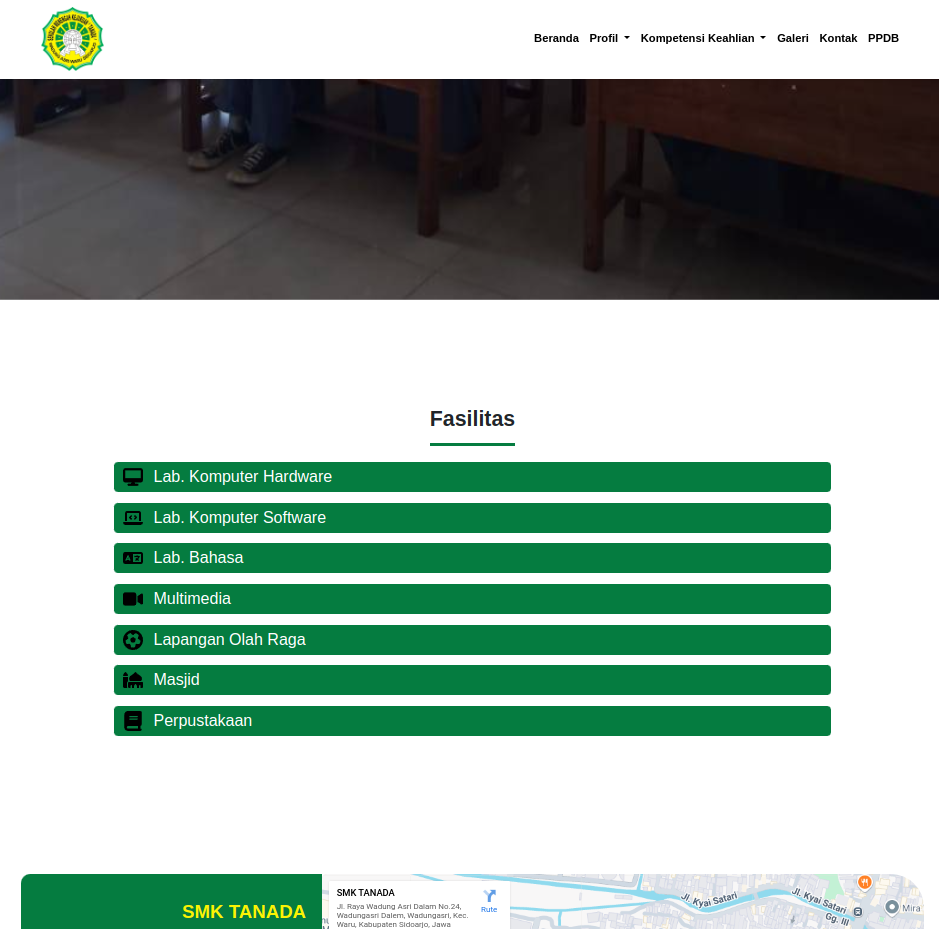 Beranda Profil Kompetensi Keahlian Galeri Kontak PPDB
Fasilitas
Lab. Komputer Hardware
Lab. Komputer Software
Lab. Bahasa
Multimedia
Lapangan Olah Raga
Masjid
Perpustakaan
SMK TANADA
SMK TANADA
Jl. Raya Wadung Asri Dalam No.24,
Wadungasri Dalem, Wadungasri, Kec.
Waru, Kabupaten Sidoarjo, Jawa
Rute
Jl. Kyai Satari
Jl. Kyai Satari
Gg. III
Mira